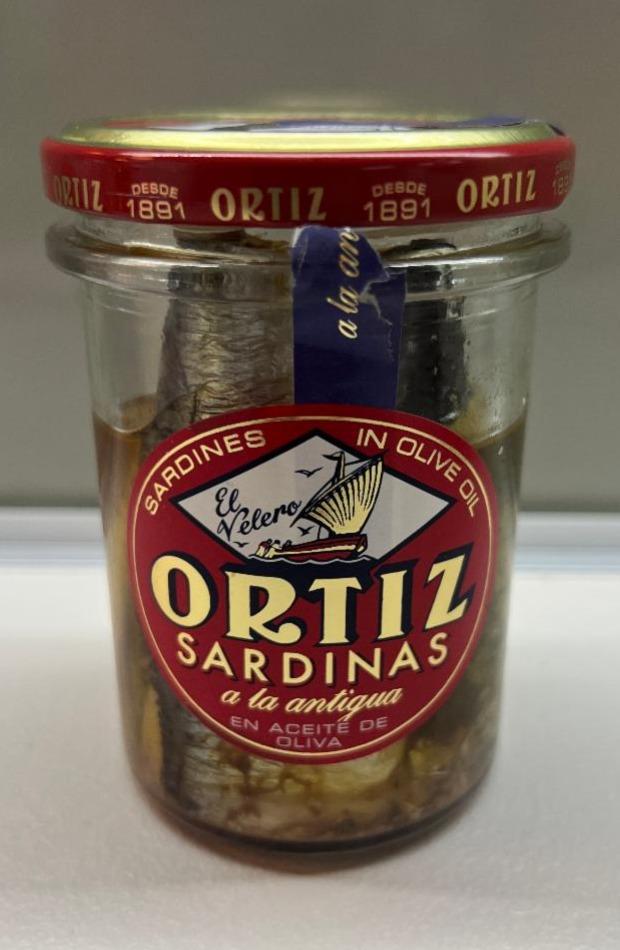 ORTIZ DESDE 1891 ORTIZ DESDE 1891 ORTIZ
a la an
SARDINES IN OLIVE OIL
El
Velero
ORTIZ
SARDINAS
a la antigua
EN ACEITE DE
OLIVA